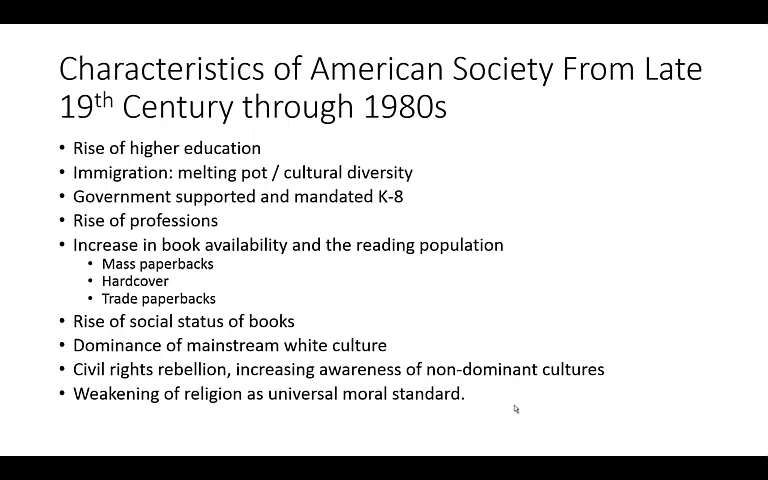 Characteristics of American Society From Late
19th Century through 1980s
• Rise of higher education
• Immigration: melting pot / cultural diversity
• Government supported and mandated K-8
• Rise of professions
• Increase in book availability and the reading population
• Mass paperbacks
• Hardcover
• Trade paperbacks
• Rise of social status of books
• Dominance of mainstream white culture
• Civil rights rebellion, increasing awareness of non-dominant cultures
• Weakening of religion as universal moral standard.